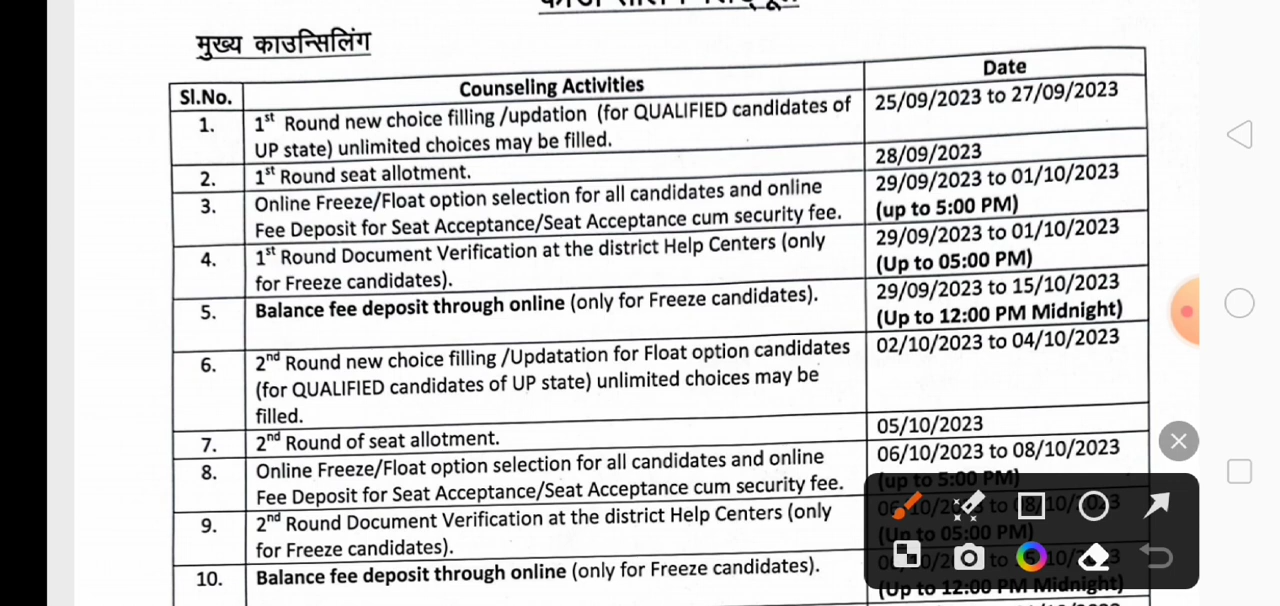 मुख्य काउन्सिलिंग
Sl.No. Counseling Activities Date
1. 1st Round new choice filling /updation (for QUALIFIED candidates of 25/09/2023 to 27/09/2023
UP state) unlimited choices may be filled.
2. 1st Round seat allotment. 28/09/2023
3. Online Freeze/Float option selection for all candidates and online 29/09/2023 to 01/10/2023
Fee Deposit for Seat Acceptance/Seat Acceptance cum security fee. (up to 5:00 PM)
4. 1st Round Document Verification at the district Help Centers (only 29/09/2023 to 01/10/2023
for Freeze candidates). (Up to 05:00 PM)
5. Balance fee deposit through online (only for Freeze candidates). 29/09/2023 to 15/10/2023
(Up to 12:00 PM Midnight)
6. 2nd Round new choice filling /Updatation for Float option candidates 02/10/2023 to 04/10/2023
(for QUALIFIED candidates of UP state) unlimited choices may be
filled.
7. 2nd Round of seat allotment. 05/10/2023
8. Online Freeze/Float option selection for all candidates and online 06/10/2023 to 08/10/2023
Fee Deposit for Seat Acceptance/Seat Acceptance cum security fee. (up to 5:00 PM)
9. 2nd Round Document Verification at the district Help Centers (only
for Freeze candidates). (Up to 05:00 PM)
10. Balance fee deposit through online (only for Freeze candidates).
(Up to 12:00 PM Midnight)